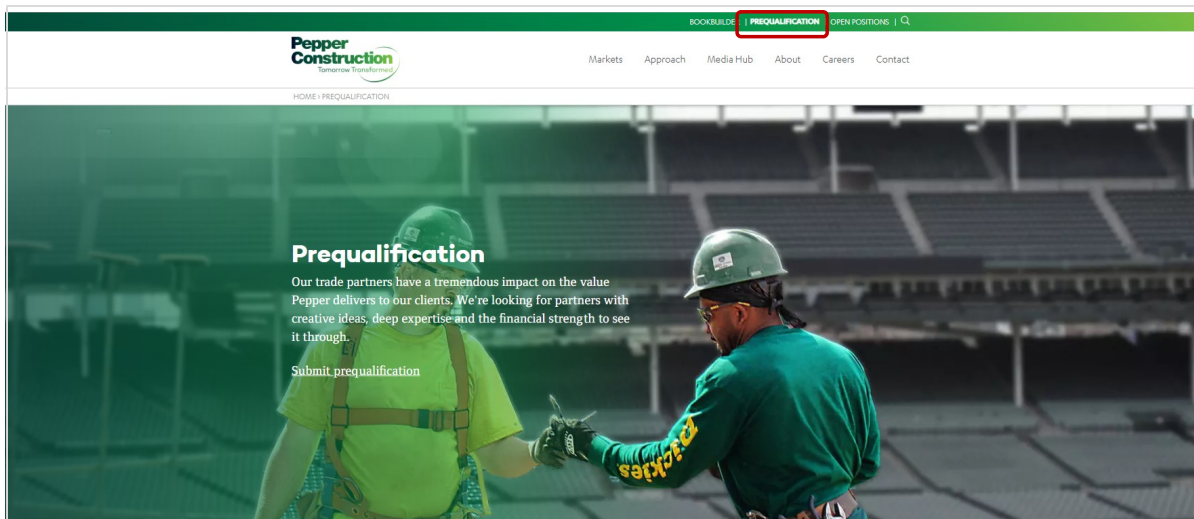 BOOKBUILDE | PREQUALIFICATION OPEN POSITIONS |
Pepper
Construction
Tomorrow Transformed
Markets Approach Media Hub About Careers Contact
HOME › PREQUALIFICATION
Prequalification
Our trade partners have a tremendous impact on the value
Pepper delivers to our clients. We're looking for partners with
creative ideas, deep expertise and the financial strength to see
it through.
Submit prequalification
Dickies